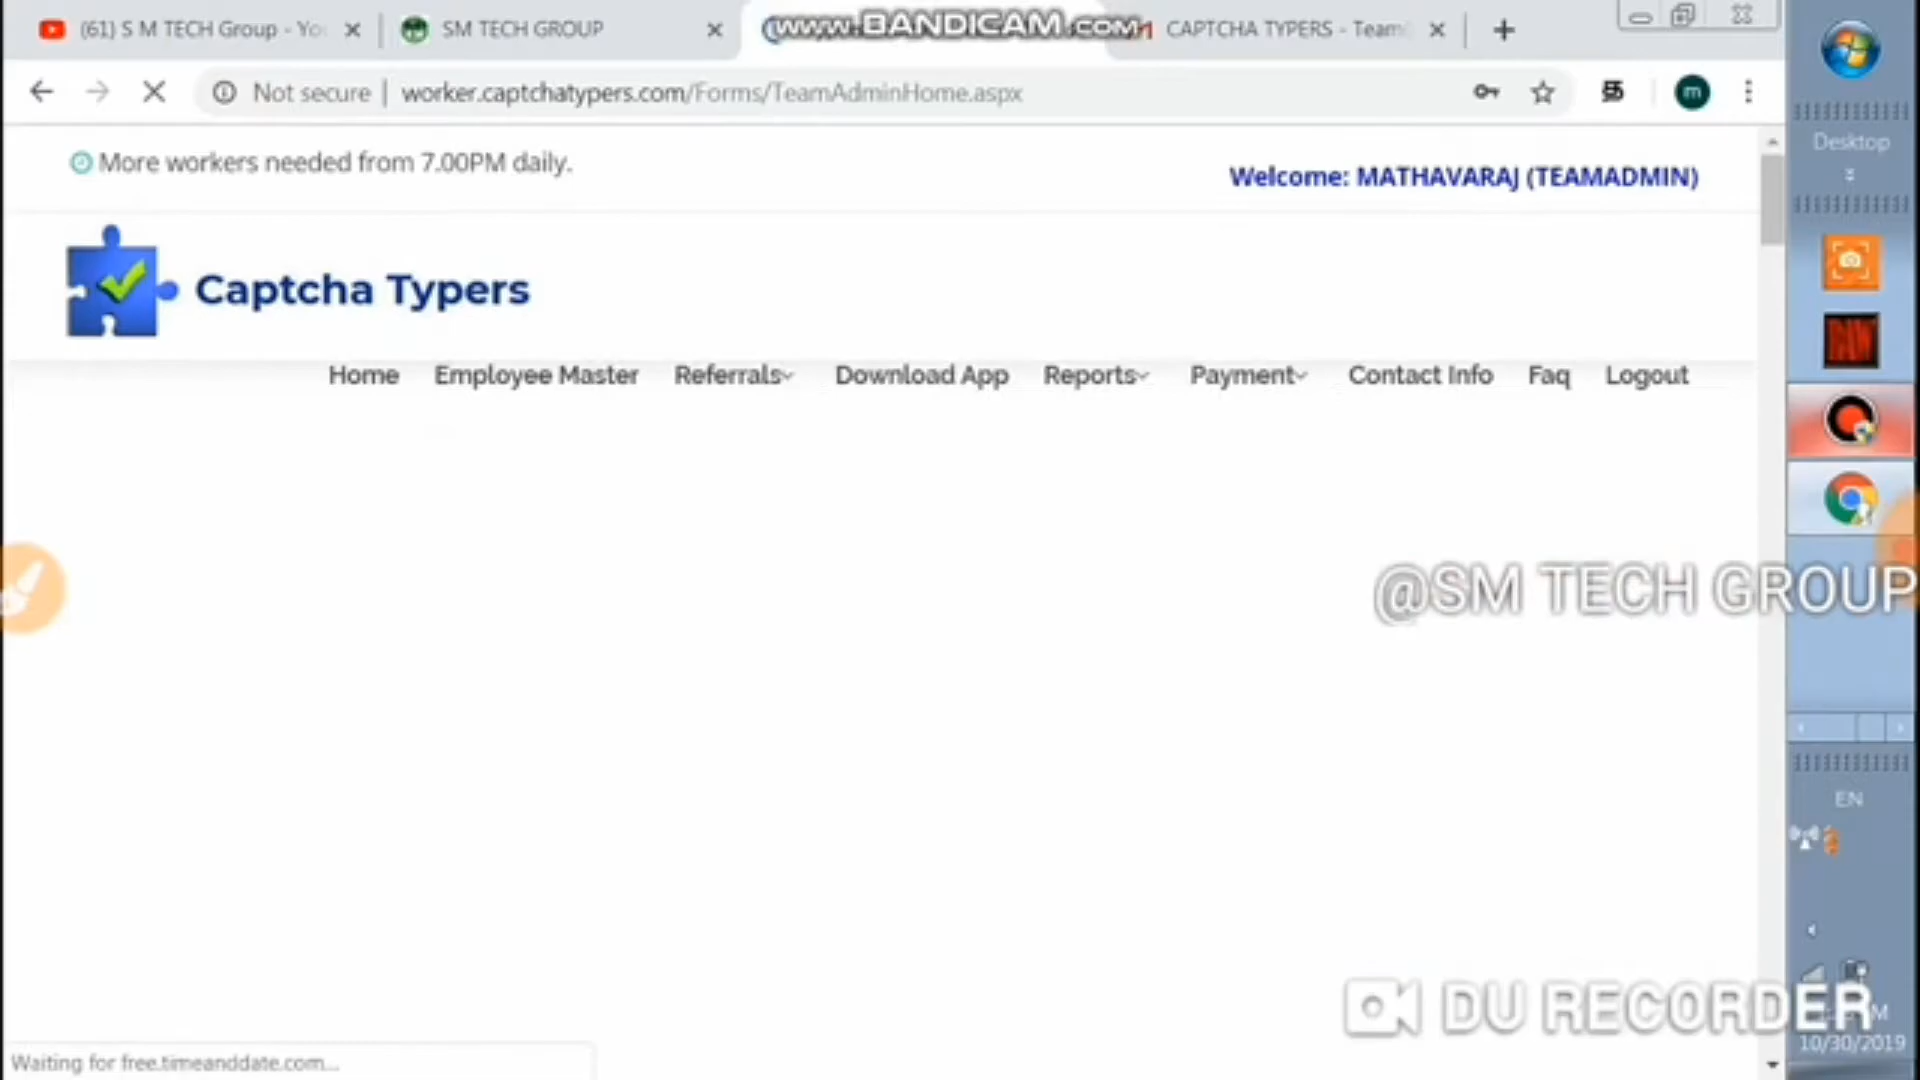 (61) S M TECH Group - Yo
SM TECH GROUP
www.BANDICAM.com
CAPTCHA TYPERS - Team
Not secure | worker.captchatypers.com/Forms/TeamAdminHome.aspx
m
Desktop
More workers needed from 7.00PM daily.
Welcome: MATHAVARAJ (TEAMADMIN)
Captcha Typers
Home Employee Master Referrals Download App Reports Payment Contact Info Faq Logout
@SM TECH GROUP
EN
DU RECORDER
10/30/2019
Waiting for free.timeanddate.com...